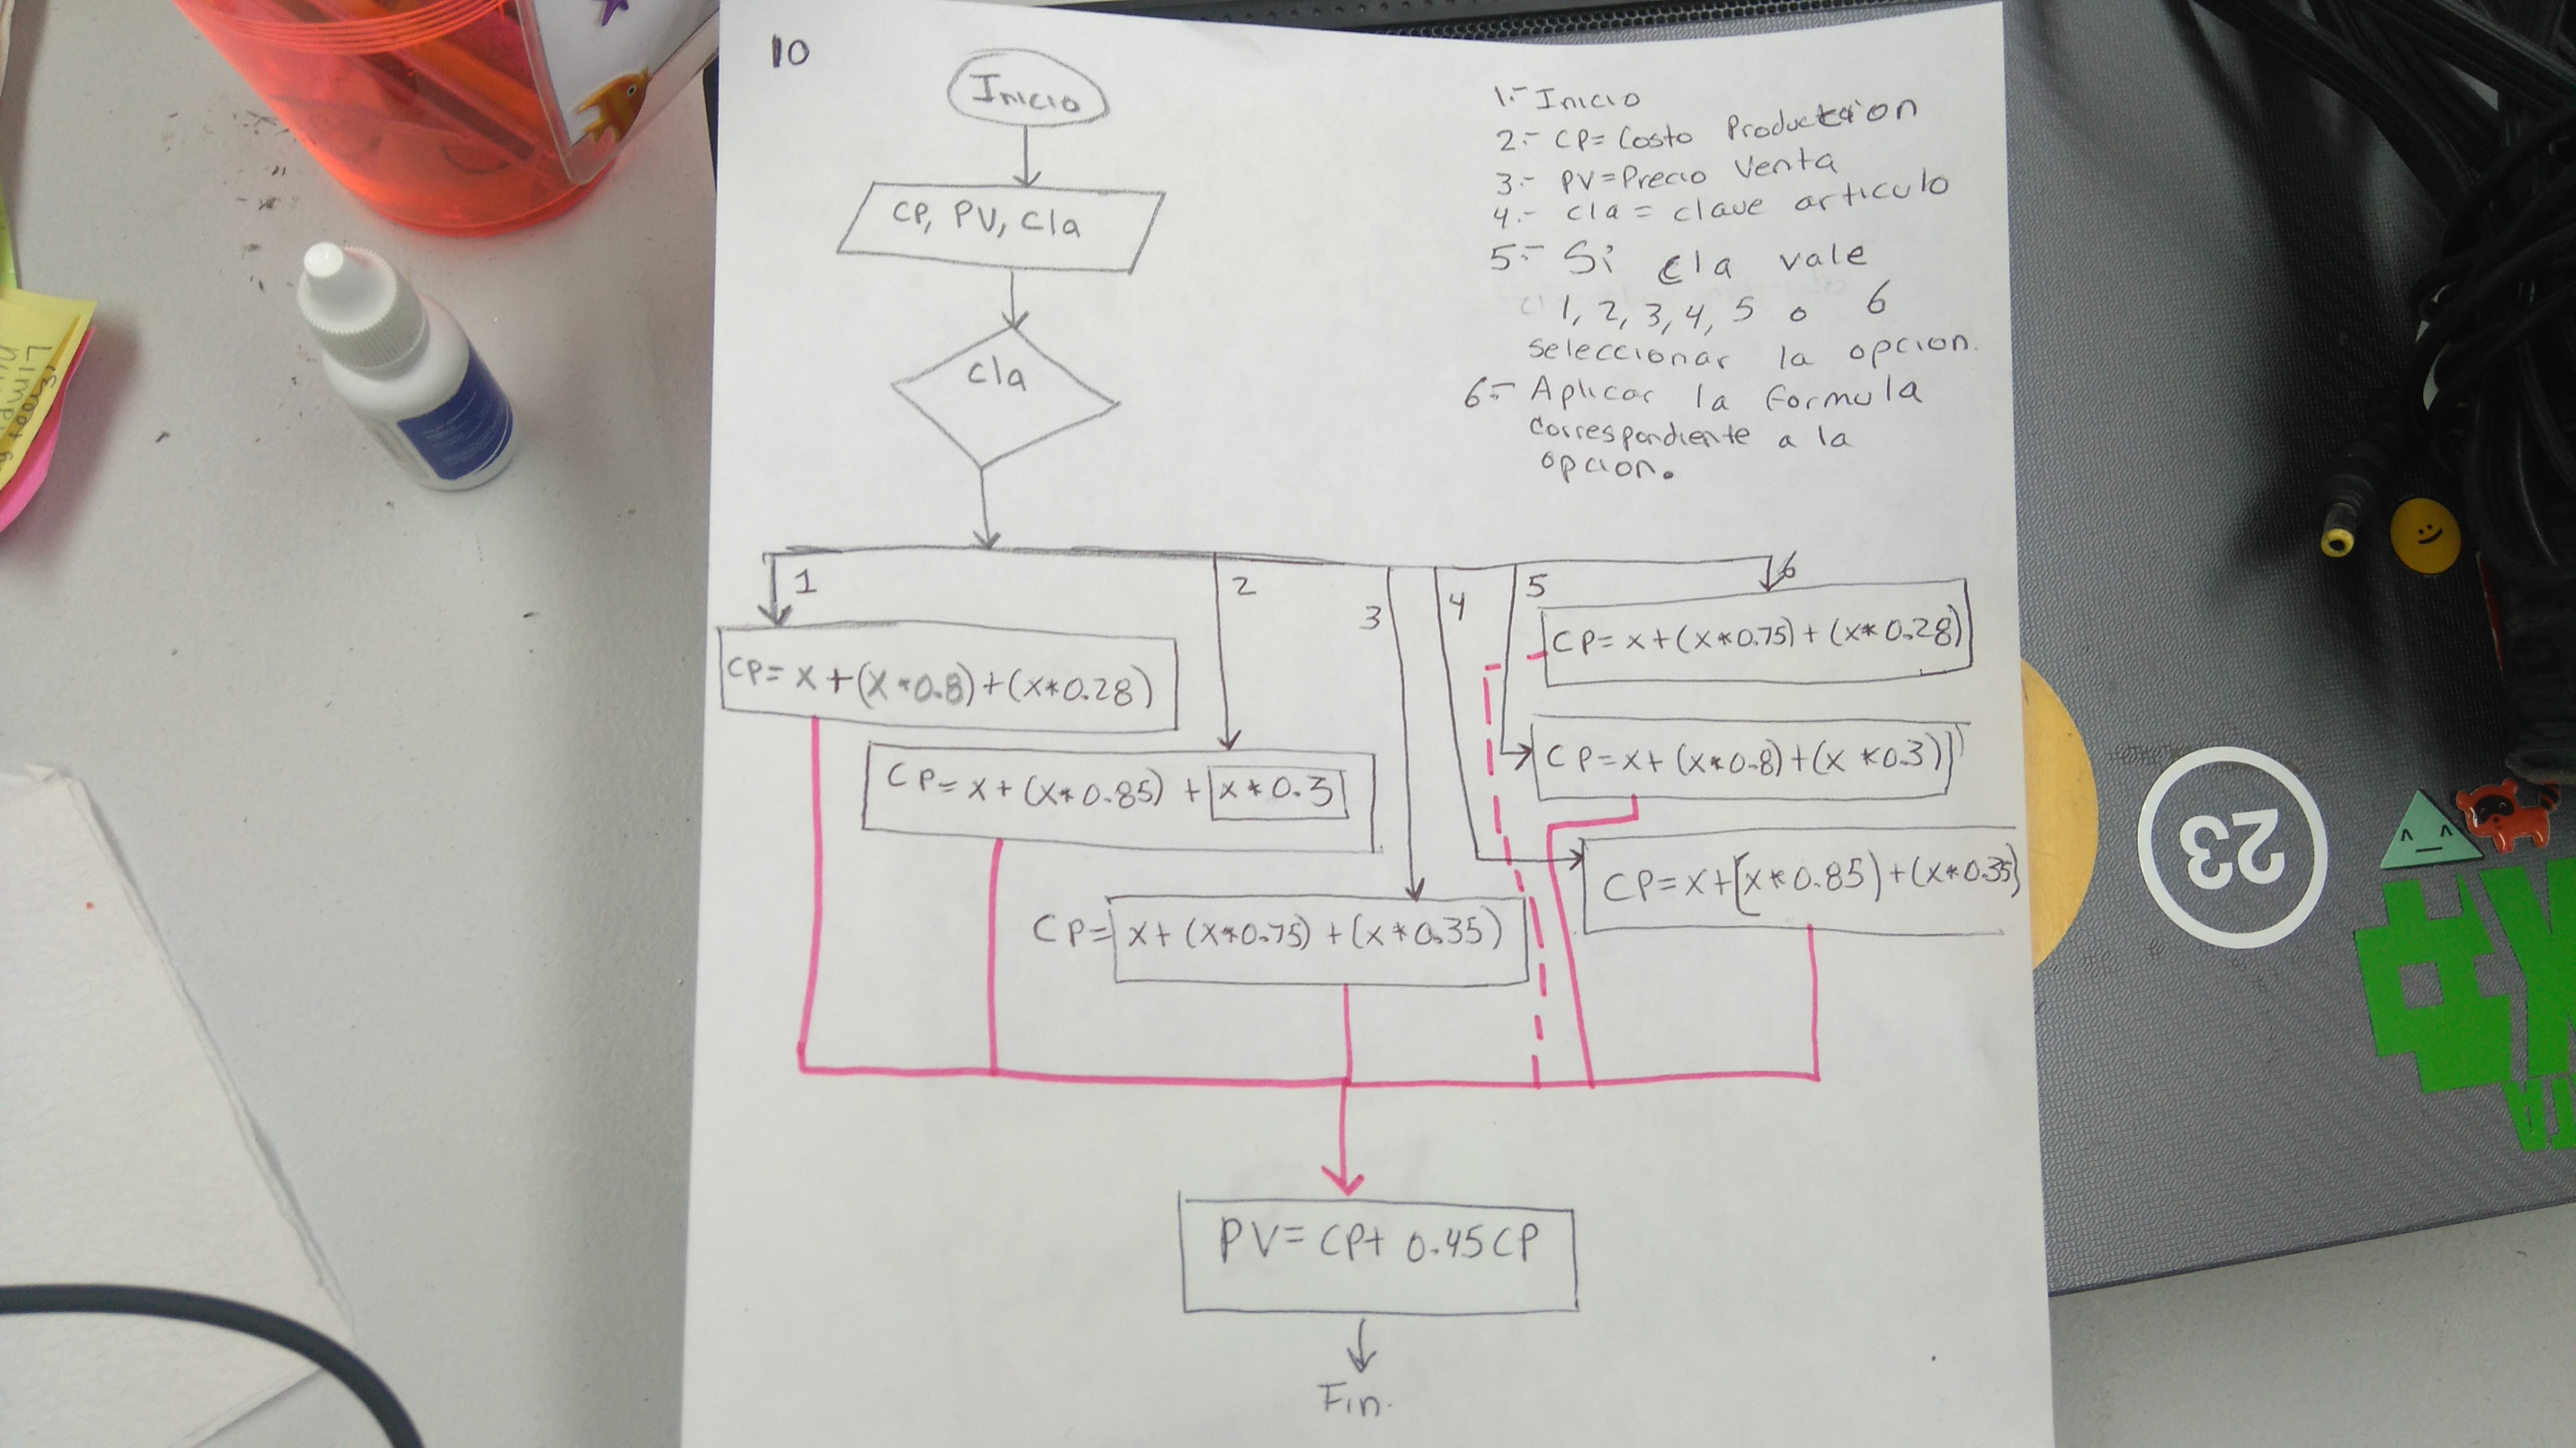 10
Inicio
CP, PV, Cla
Cla
1.- Inicio
2.- CP= Costo Production
3.- PV=Precio Venta
4.- cla = clave articulo
5.- Si cla vale
1, 2, 3, 4, 5 o 6
seleccionar la opcion.
6.- Aplicar la formula
correspondiente a la
opcion.
1
2
3
4
5
6
CP= x+(x*0.8)+(x*0.28)
CP= x+(x*0.85) + x*0.3
CP= x+ (x*0.75) + (x*0.35)
CP= x+(x*0.75)+(x*0.28)
CP=x+ (x*0.8)+(x*0.3)
CP=x+(x*0.85)+(x*0.35)
PV= CP+ 0.45CP
Fin.
23